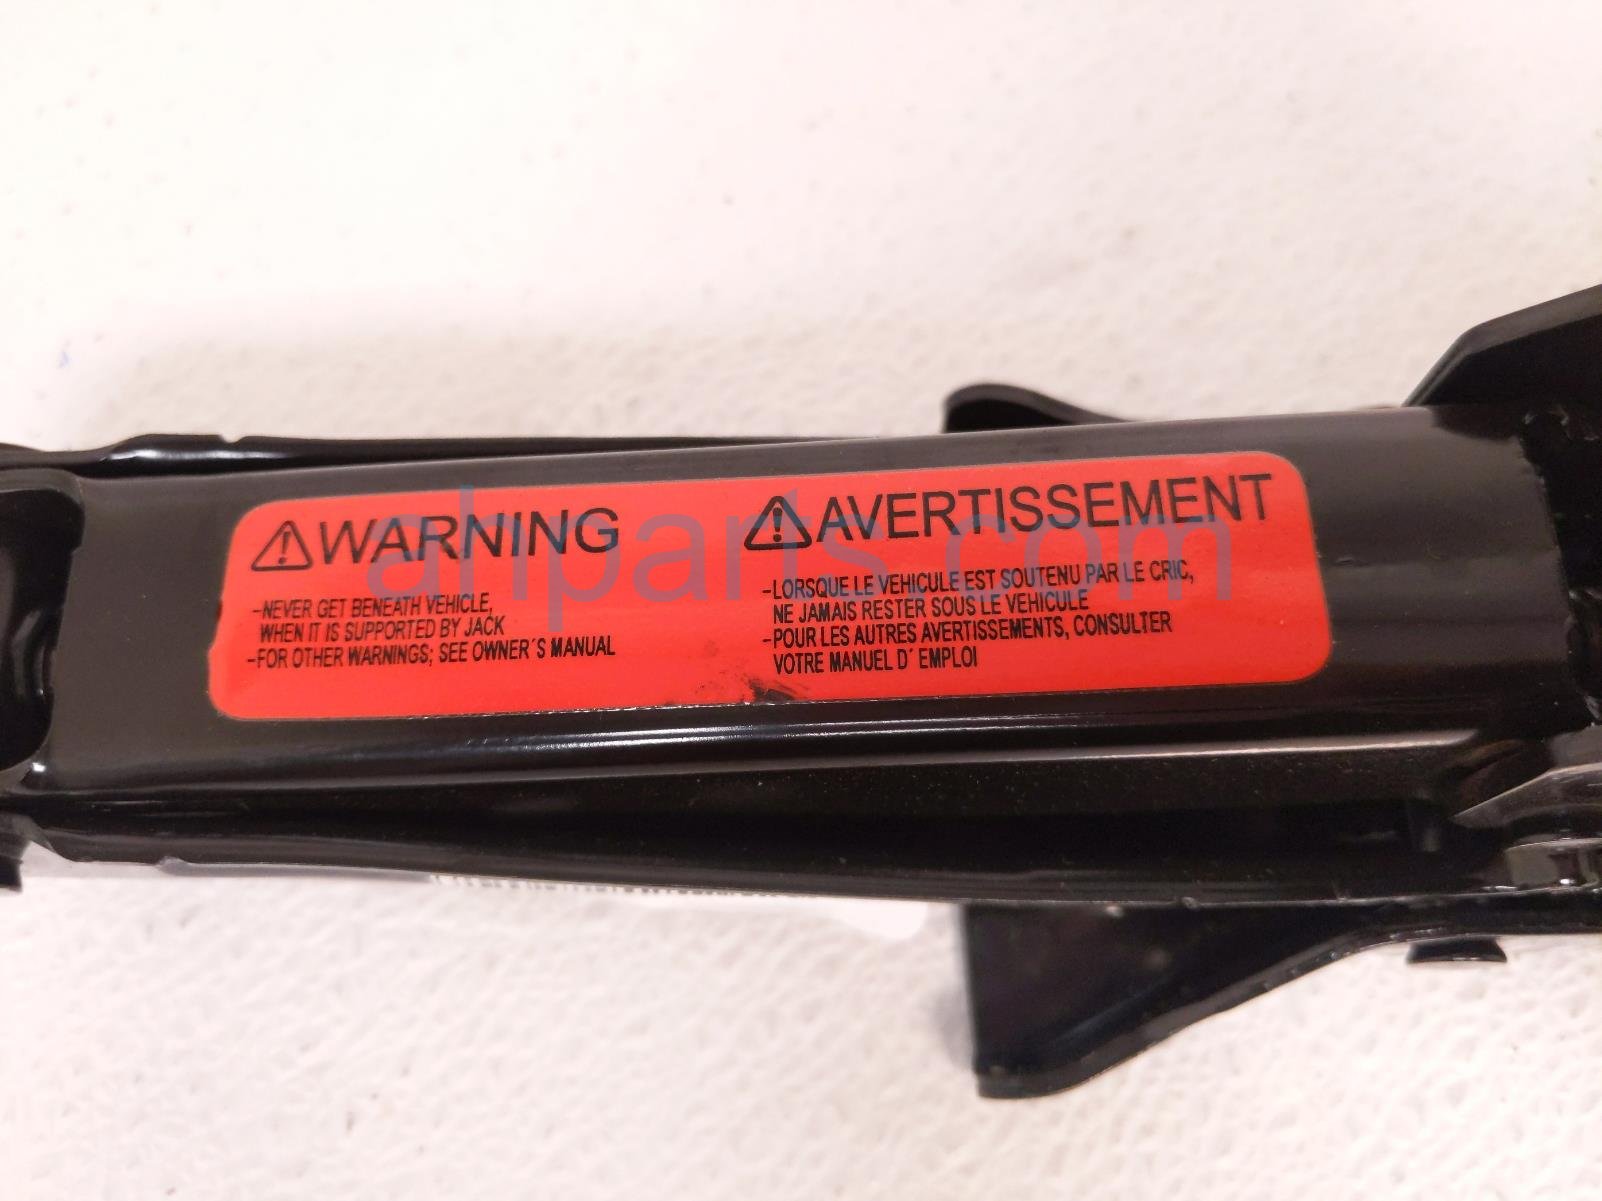 WARNING
-NEVER GET BENEATH VEHICLE,
WHEN IT IS SUPPORTED BY JACK
-FOR OTHER WARNINGS; SEE OWNER´S MANUAL
AVERTISSEMENT
-LORSQUE LE VEHICULE EST SOUTENU PAR LE CRIC,
NE JAMAIS RESTER SOUS LE VEHICULE
-POUR LES AUTRES AVERTISSEMENTS, CONSULTER
VOTRE MANUEL D´ EMPLOI
ahparts.com